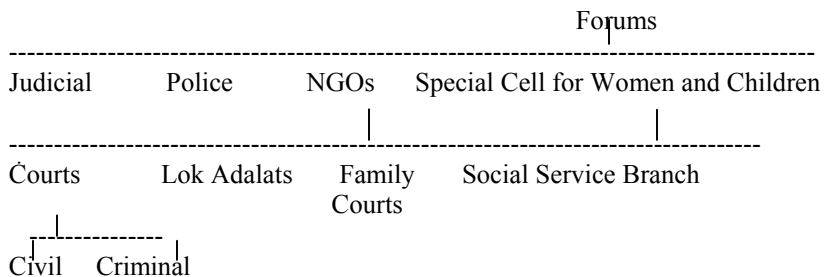 Forums
Judicial Police NGOs Special Cell for Women and Children
Courts Lok Adalats Family Social Service Branch
Courts
Civil Criminal